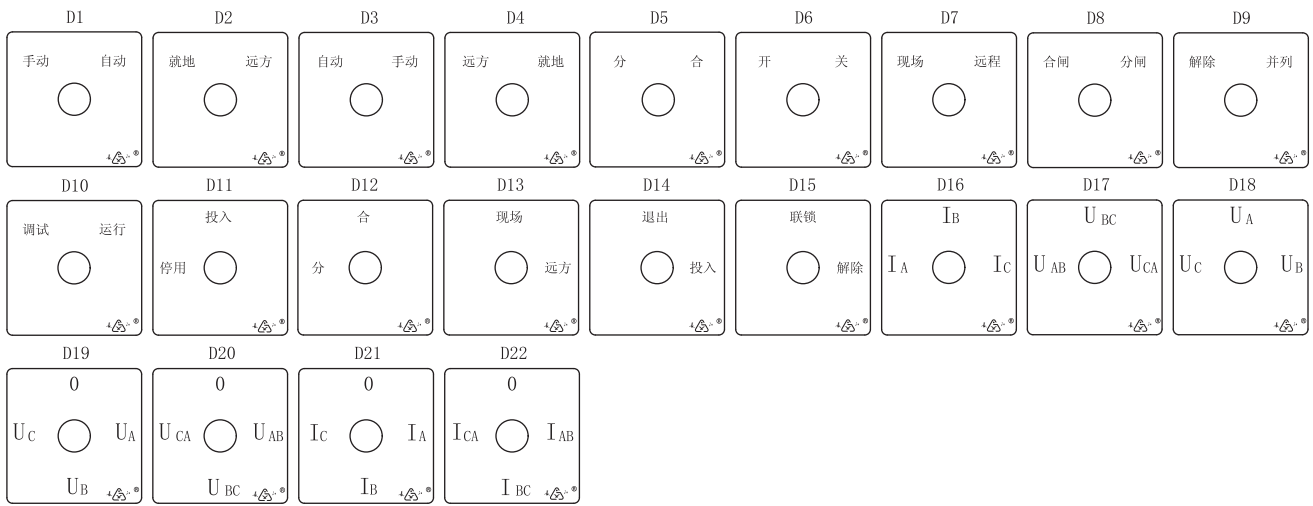 D1 D2 D3 D4 D5 D6 D7 D8 D9
手动 自动 就地 远方 自动 手动 远方 就地 分 合 开 关 现场 远程 合闸 分闸 解除 并列
® ® ® ® ® ® ® ® ®
D10 D11 D12 D13 D14 D15 D16 D17 D18
投入 合 现场 退出 联锁 IB UBC UA
调试 运行
停用 分 远方 投入 解除 IA IC UAB UCA UC UB
® ® ® ® ® ® ® ® ®
D19 D20 D21 D22
0 0 0 0
UC UA UCA UAB IC IA ICA IAB
UB UBC IB IBC
® ® ® ®